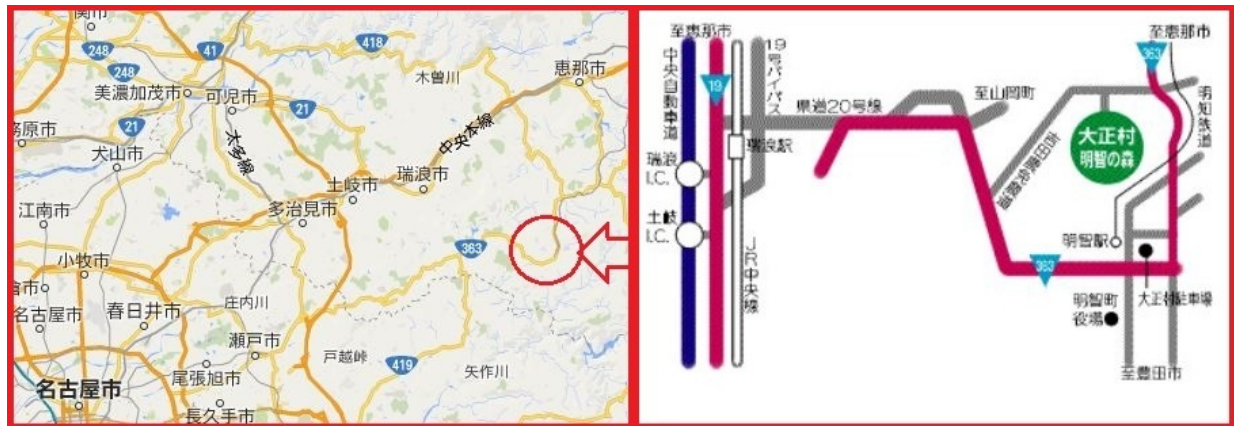 関市
248
41
418
248
木曽川
恵那市
美濃加茂市
可児市
21
21
務原市
太多線
中央本線
犬山市
瑞浪市
土岐市
江南市
多治見市
363
小牧市
倉市
庄内川
名古屋市
春日井市
瀬戸市
戸越峠
419
矢作川
尾張旭市
名古屋市
長久手市
至恵那市
中央自動車道
19
19号バイパス
県道20号線
至山岡町
至恵那市
363
明知鉄道
大正村
明智の森
瑞浪駅
瑞浪
I.C.
土岐
I.C.
JR中央線
明智駅
363
明智町
役場
大正村駐車場
至豊田市